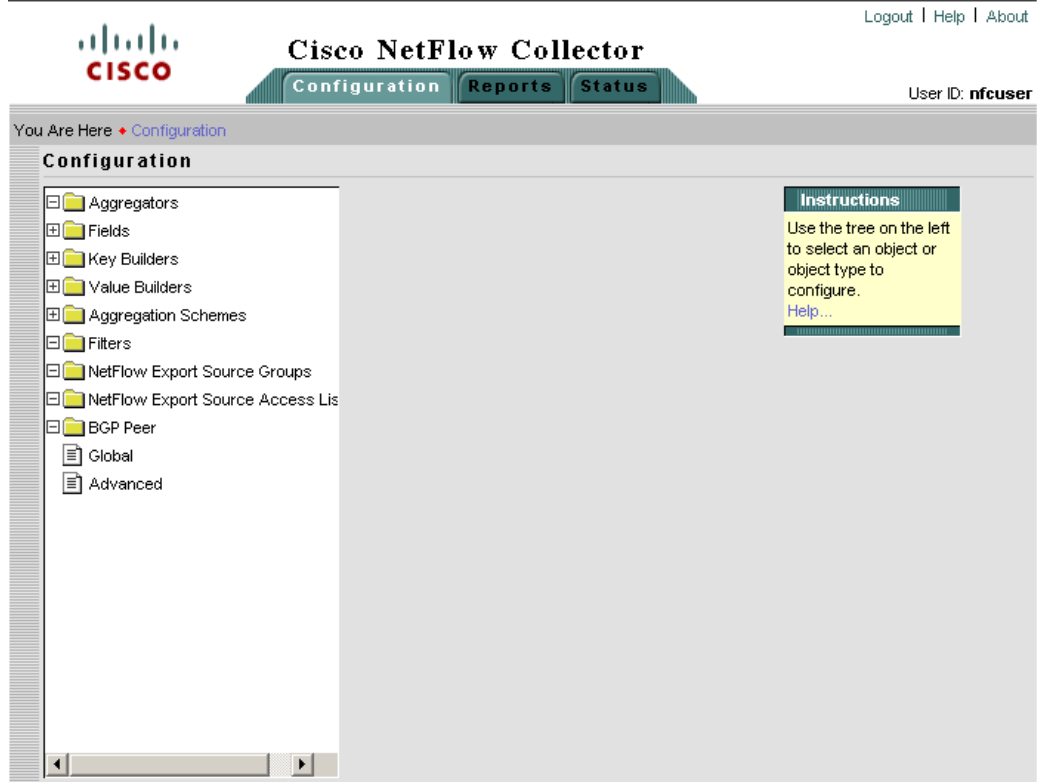 Logout | Help | About
CISCO
Cisco NetFlow Collector
Configuration Reports Status
User ID: nfcuser
You Are Here ♦ Configuration
Configuration
Aggregators
Fields
Key Builders
Value Builders
Aggregation Schemes
Filters
NetFlow Export Source Groups
NetFlow Export Source Access Lis
BGP Peer
Global
Advanced
Instructions
Use the tree on the left
to select an object or
object type to
configure.
Help...